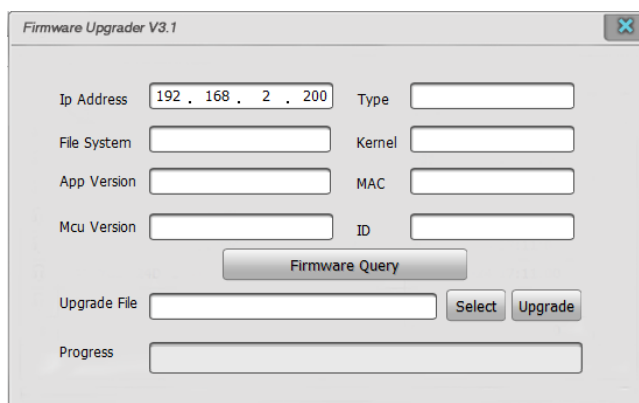 Firmware Upgrader V3.1
Ip Address 192 . 168 . 2 . 200 Type
File System Kernel
App Version MAC
Mcu Version ID
Firmware Query
Upgrade File Select Upgrade
Progress